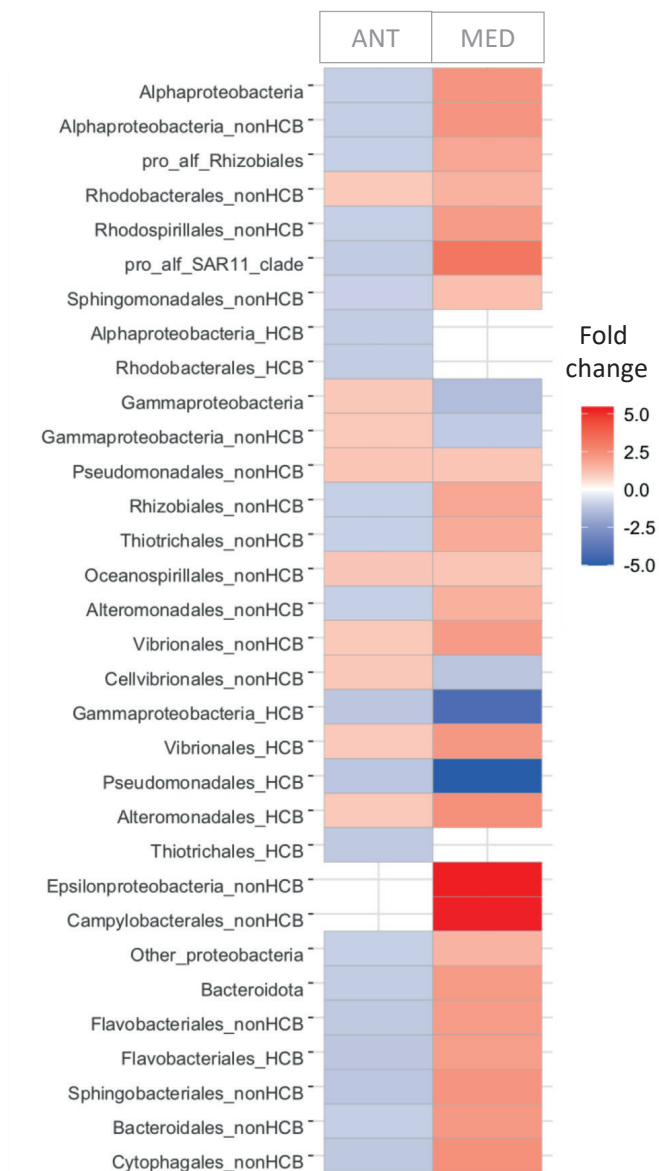 ANT MED
Alphaproteobacteria
Alphaproteobacteria_nonHCB
pro_alf_Rhizobiales
Rhodobacterales_nonHCB
Rhodospirillales_nonHCB
pro_alf_SAR11_clade
Sphingomonadales_nonHCB
Alphaproteobacteria_HCB
Rhodobacterales_HCB
Gammaproteobacteria
Gammaproteobacteria_nonHCB
Pseudomonadales_nonHCB
Rhizobiales_nonHCB
Thiotrichales_nonHCB
Oceanospirillales_nonHCB
Alteromonadales_nonHCB
Vibrionales_nonHCB
Cellvibrionales_nonHCB
Gammaproteobacteria_HCB
Vibrionales_HCB
Pseudomonadales_HCB
Alteromonadales_HCB
Thiotrichales_HCB
Epsilonproteobacteria_nonHCB
Campylobacterales_nonHCB
Other_proteobacteria
Bacteroidota
Flavobacteriales_nonHCB
Flavobacteriales_HCB
Sphingobacteriales_nonHCB
Bacteroidales_nonHCB
Cytophagales_nonHCB
Fold
change
5.0
2.5
0.0
-2.5
-5.0